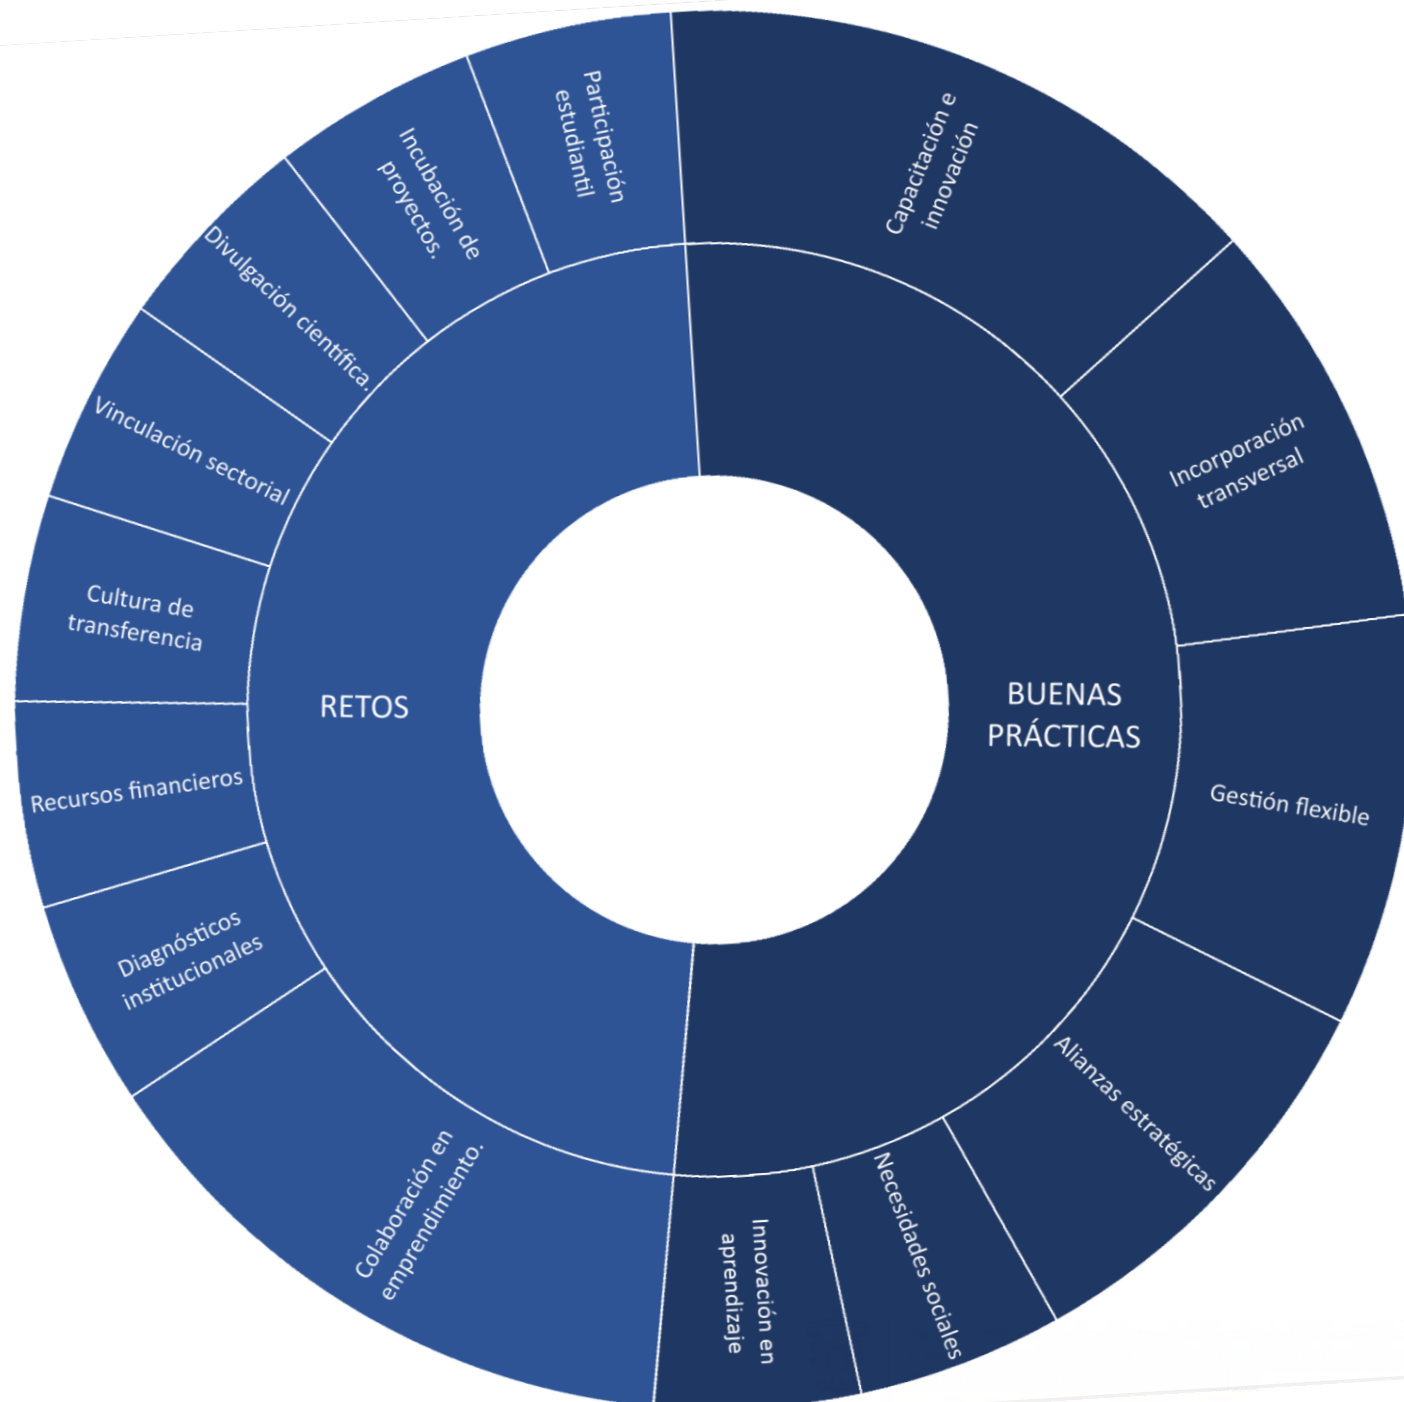 Participación
estudiantil
Incubación de
proyectos.
Divulgación científica.
Vinculación sectorial
Cultura de
transferencia
Recursos financieros
Diagnósticos
institucionales
Colaboración en
emprendimiento.
RETOS
BUENAS
PRÁCTICAS
Capacitación e
innovación
Incorporación
transversal
Gestión flexible
Alianzas estratégicas
Necesidades sociales
Innovación en
aprendizaje